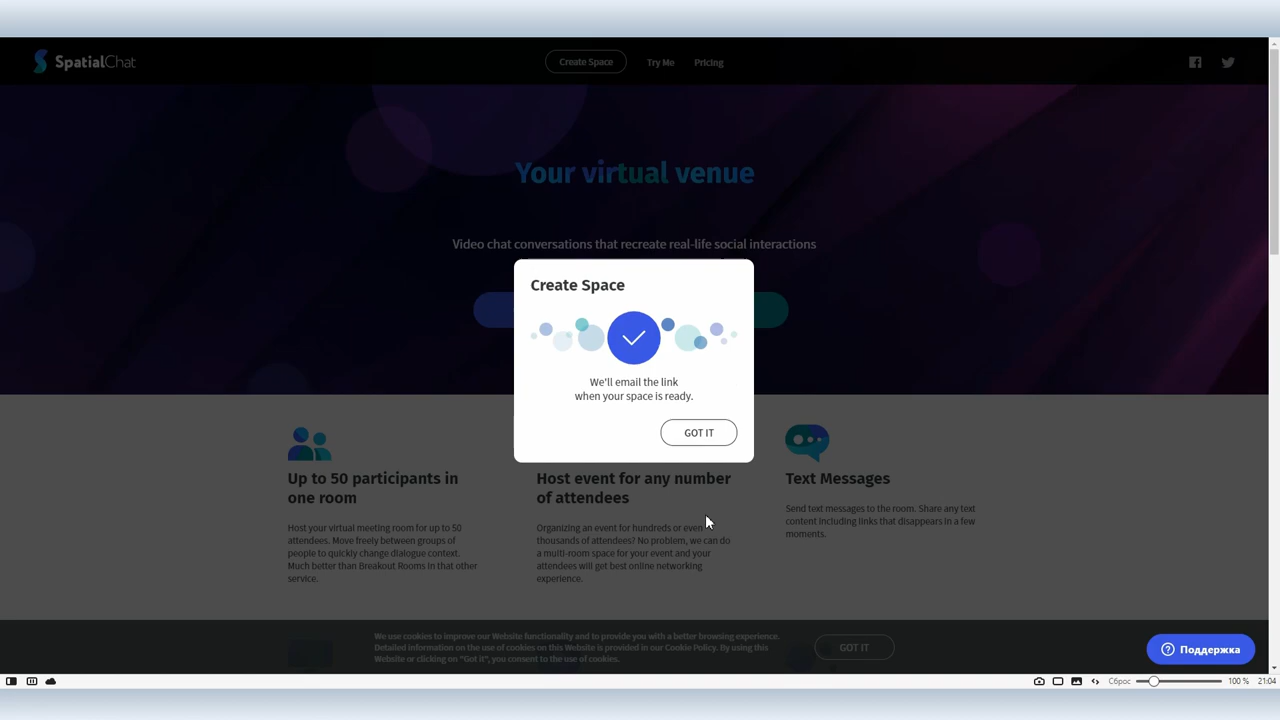 SpatialChat
Create Space
Try Me
Pricing
Your virtual venue
Video chat conversations that recreate real-life social interactions
Create Space
We'll email the link
when your space is ready.
GOT IT
Up to 50 participants in
one room
Host your virtual meeting room for up to 50
attendees. Move freely between groups of
people to quickly change dialogue context.
Much better than Breakout Rooms in that other
service.
Host event for any number
of attendees
Organizing an event for hundreds or even
thousands of attendees? No problem, we can do
a multi-room space for your event and your
attendees will get best online networking
experience.
Text Messages
Send text messages to the room. Share any text
content including links that disappears in a few
moments.
We use cookies to improve our Website functionality and to provide you with a better browsing experience.
Detailed information on the use of cookies on this Website is provided in our Cookie Policy. By using this
Website or clicking on "Got it", you consent to the use of cookies.
GOT IT
Поддержка
Сброс
100 %
21:04